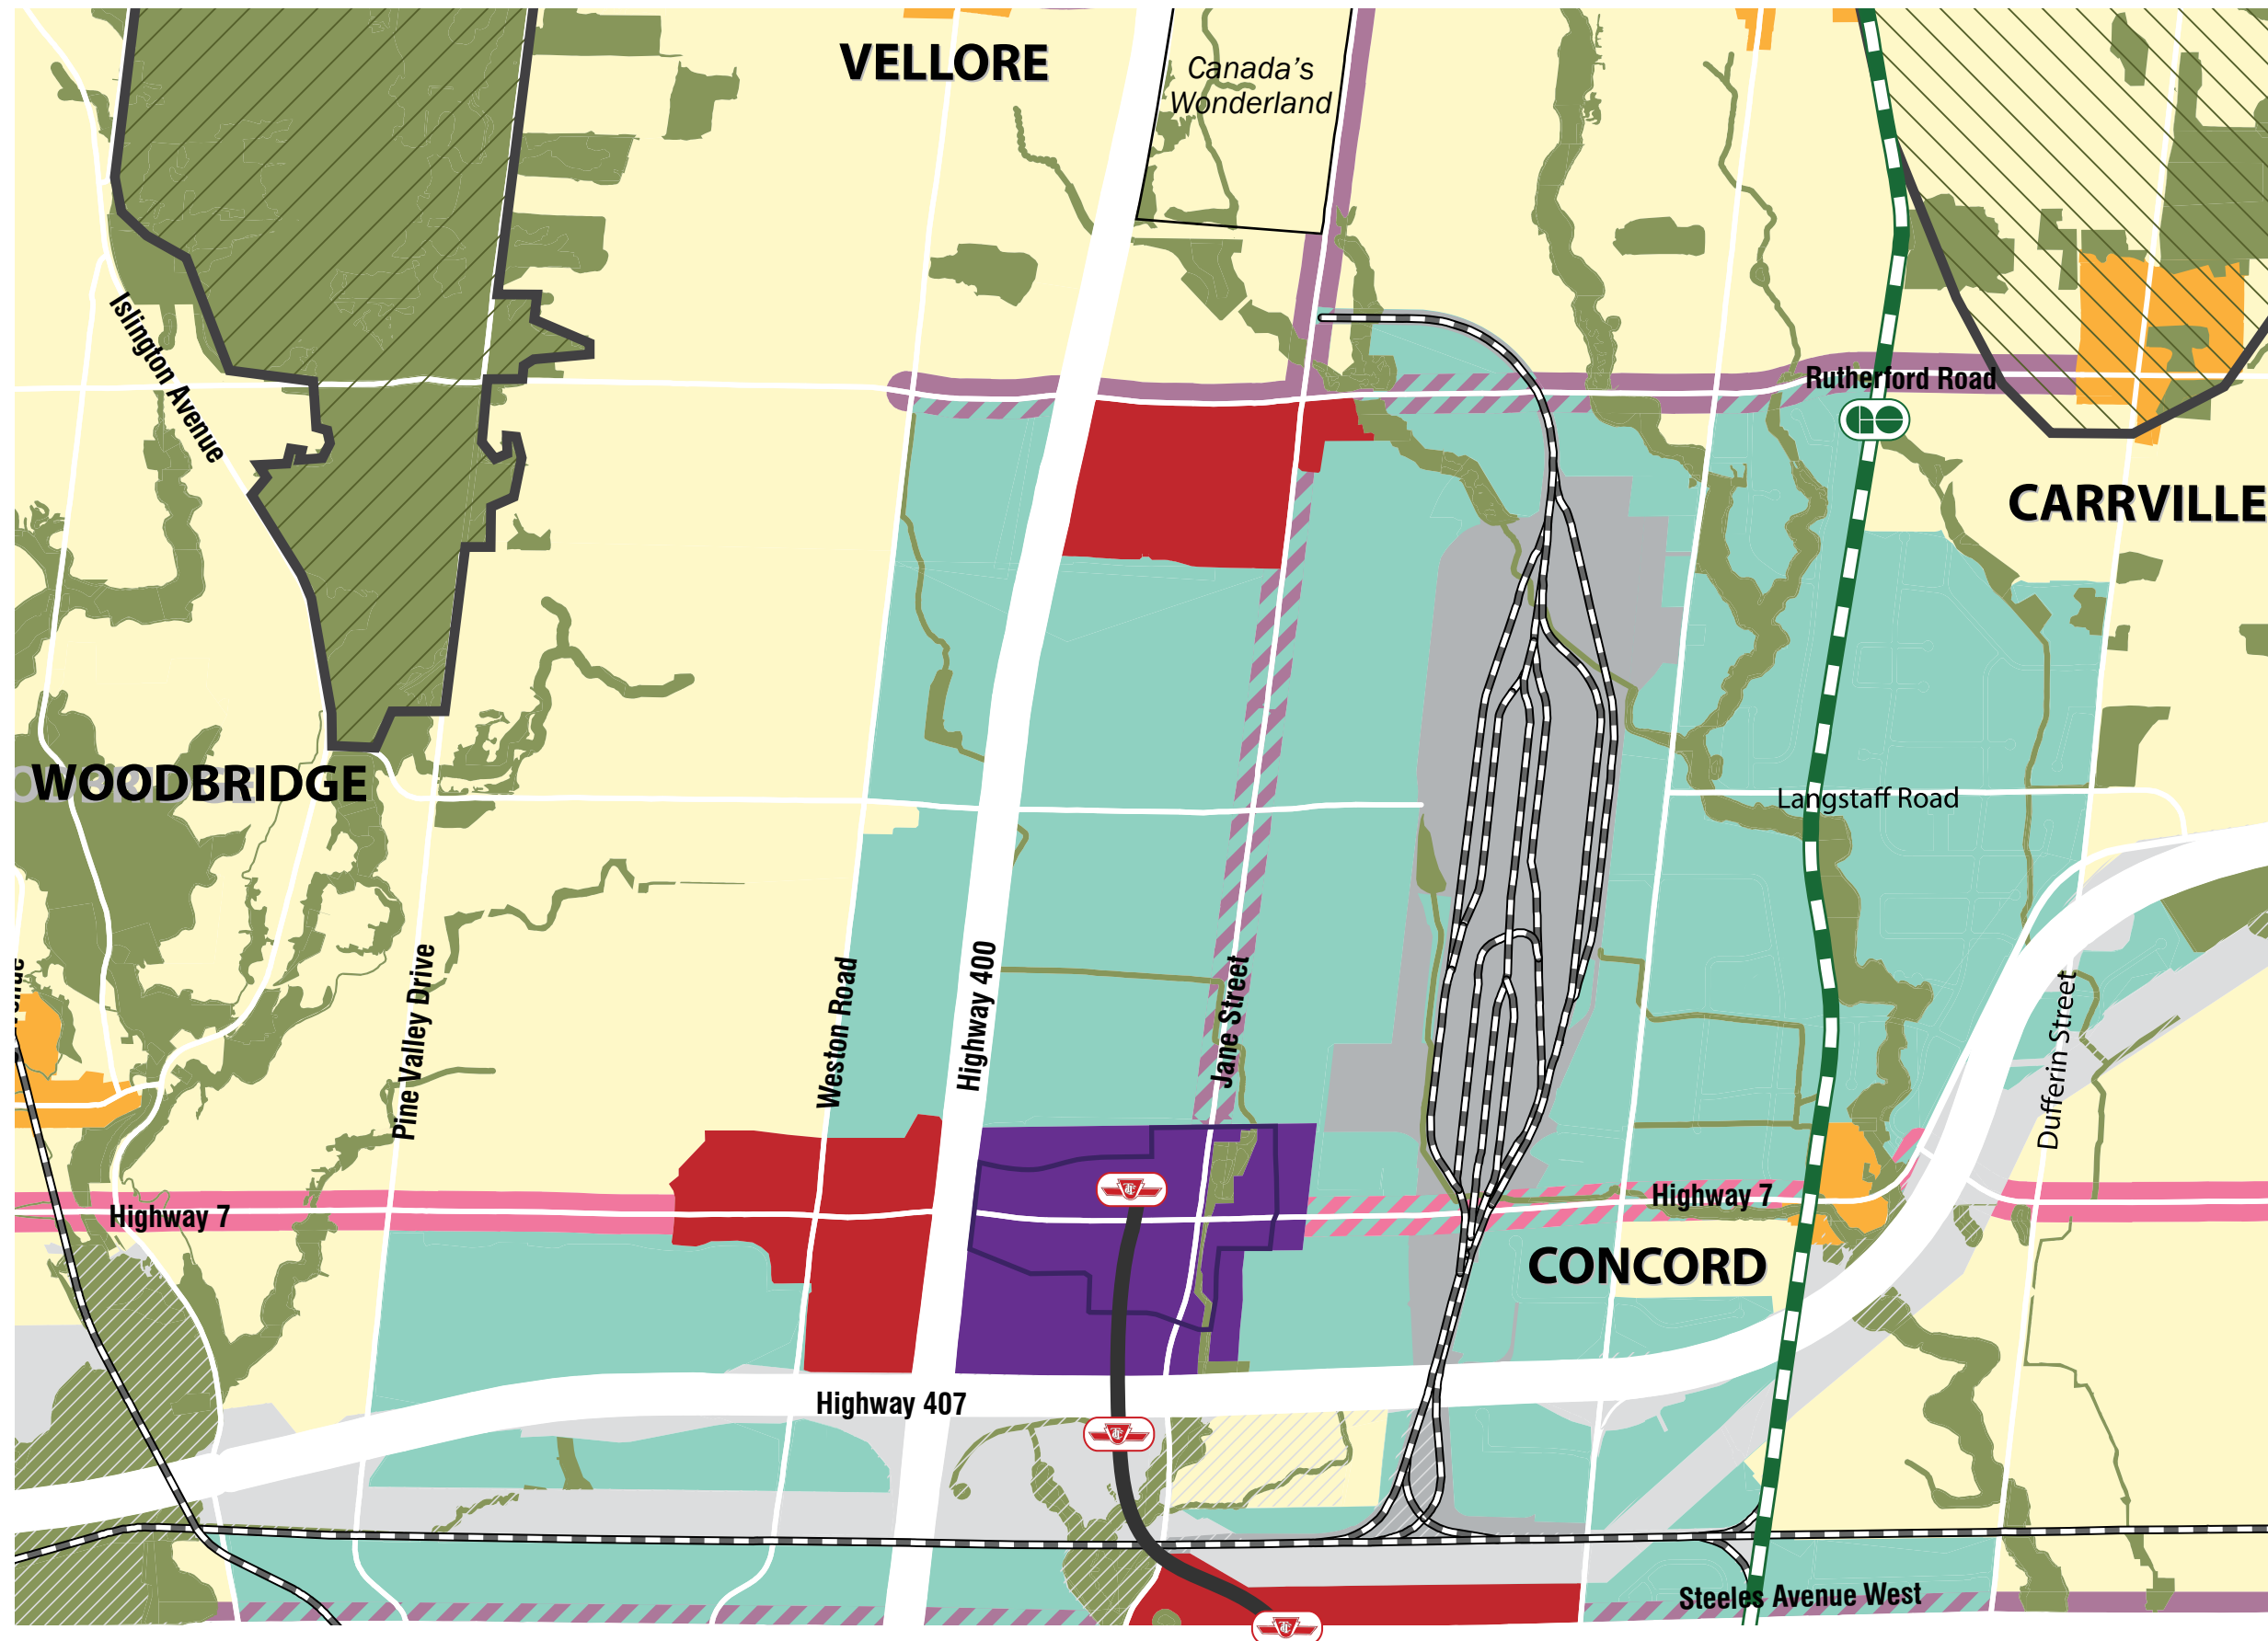 VELLORE
Canada's
Wonderland
Islington Avenue
Rutherford Road
GO
CARRVILLE
WOODBRIDGE
Langstaff Road
Pine Valley Drive
Weston Road
Highway 400
Jane Street
Dufferin Street
Highway 7
Highway 7
CONCORD
Highway 407
Steeles Avenue West